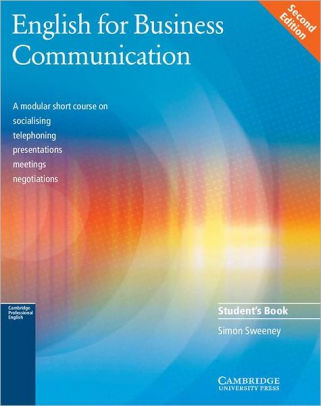 English for Business
Communication
Second
Edition
A modular short course on
socialising
telephoning
presentations
meetings
negotiations
Cambridge
Professional
English
Student's Book
Simon Sweeney
CAMBRIDGE
UNIVERSITY PRESS